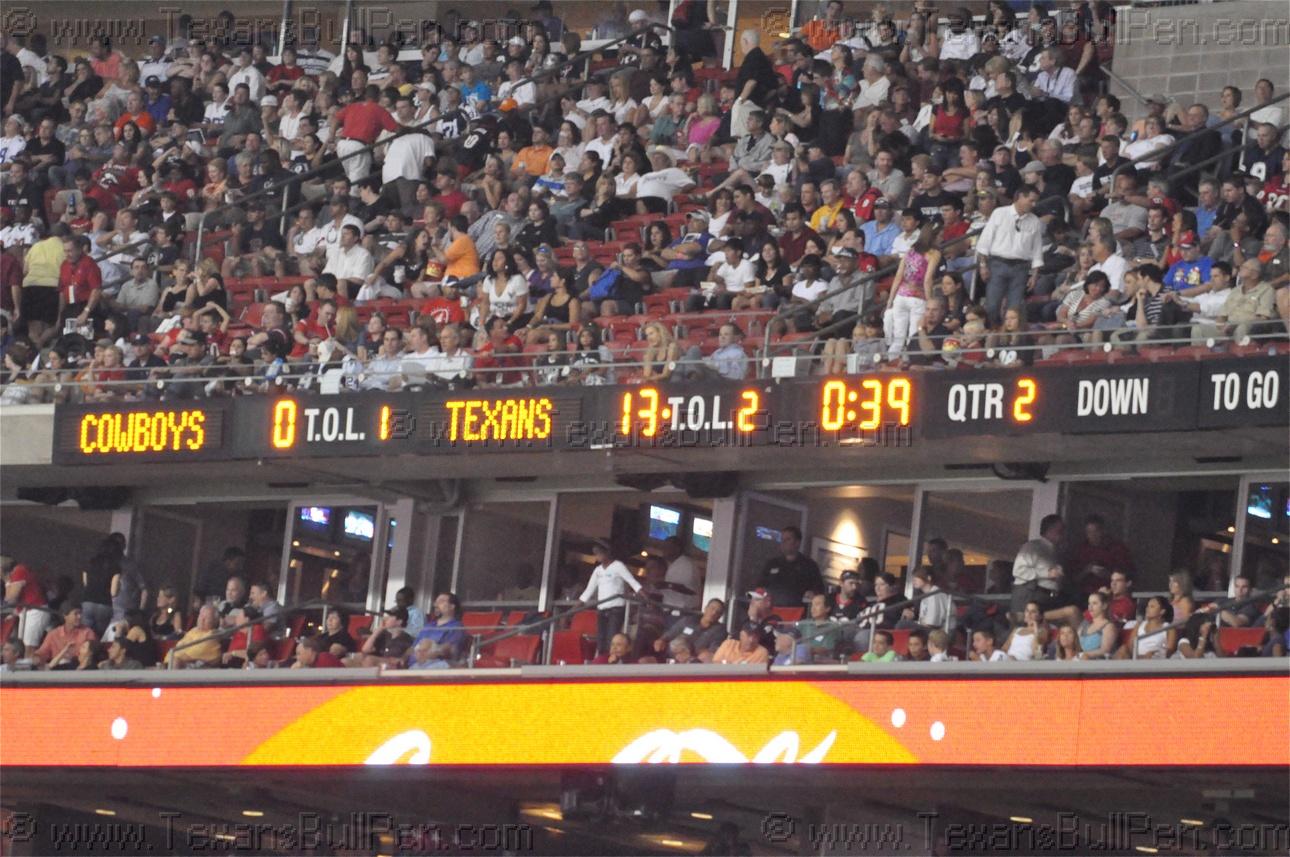 © www.TexansBullPen.com © www.TexansBullPen.com
COWBOYS 0 T.O.L. 1 TEXANS 13 T.O.L. 2 0:39 QTR 2 DOWN TO GO
© www.TexansBullPen.com
© www.TexansBullPen.com © www.TexansBullPen.com